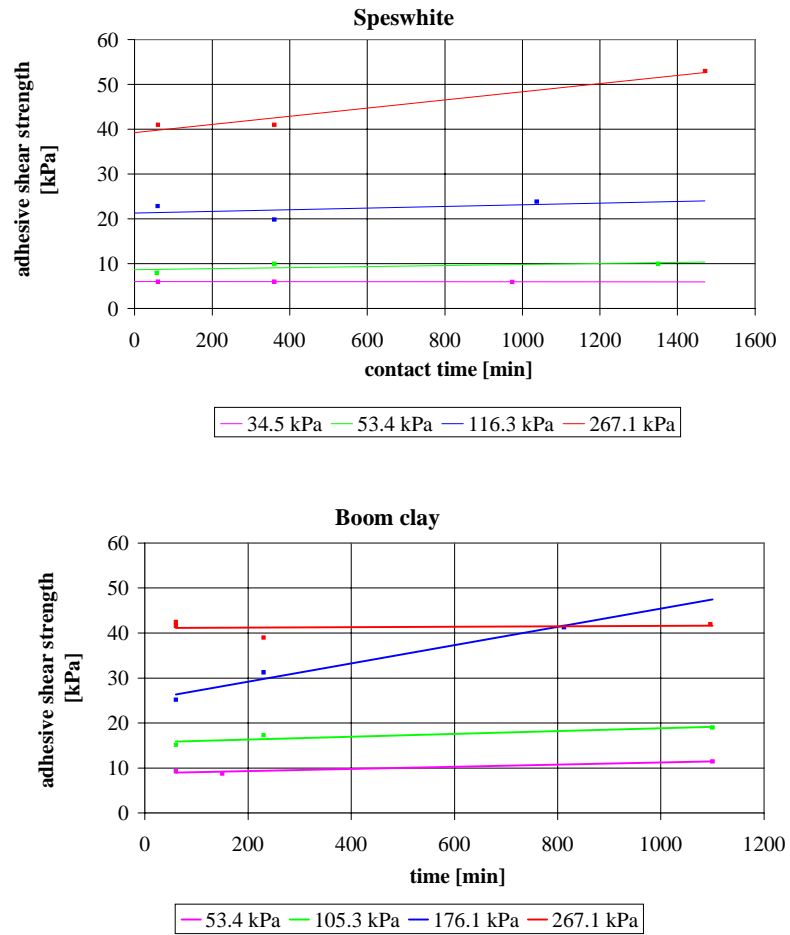 Speswhite
60
50
40
30
20
10
0
adhesive shear strength
[kPa]
0 200 400 600 800 1000 1200 1400 1600
contact time [min]
34.5 kPa 53.4 kPa 116.3 kPa 267.1 kPa
Boom clay
60
50
40
30
20
10
0
adhesive shear strength
[kPa]
0 200 400 600 800 1000 1200
time [min]
53.4 kPa 105.3 kPa 176.1 kPa 267.1 kPa